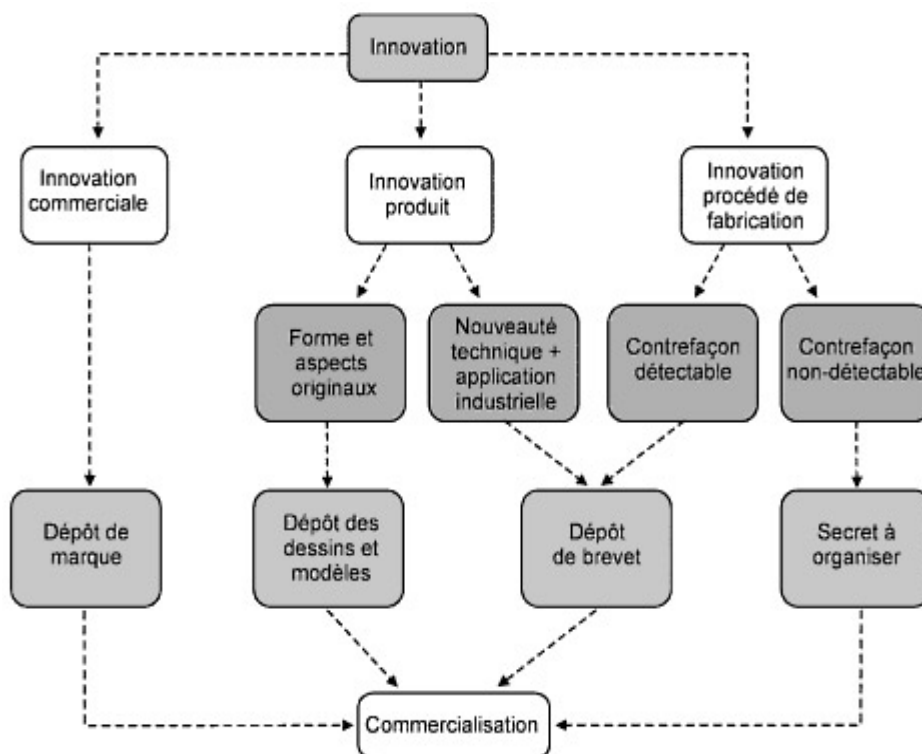 Innovation
Innovation
commerciale
Innovation
produit
Innovation
procédé de
fabrication
Forme et
aspects
originaux
Nouveauté
technique +
application
industrielle
Contrefaçon
détectable
Contrefaçon
non-détectable
Dépôt de
marque
Dépôt des
dessins et
modèles
Dépôt
de brevet
Secret à
organiser
Commercialisation